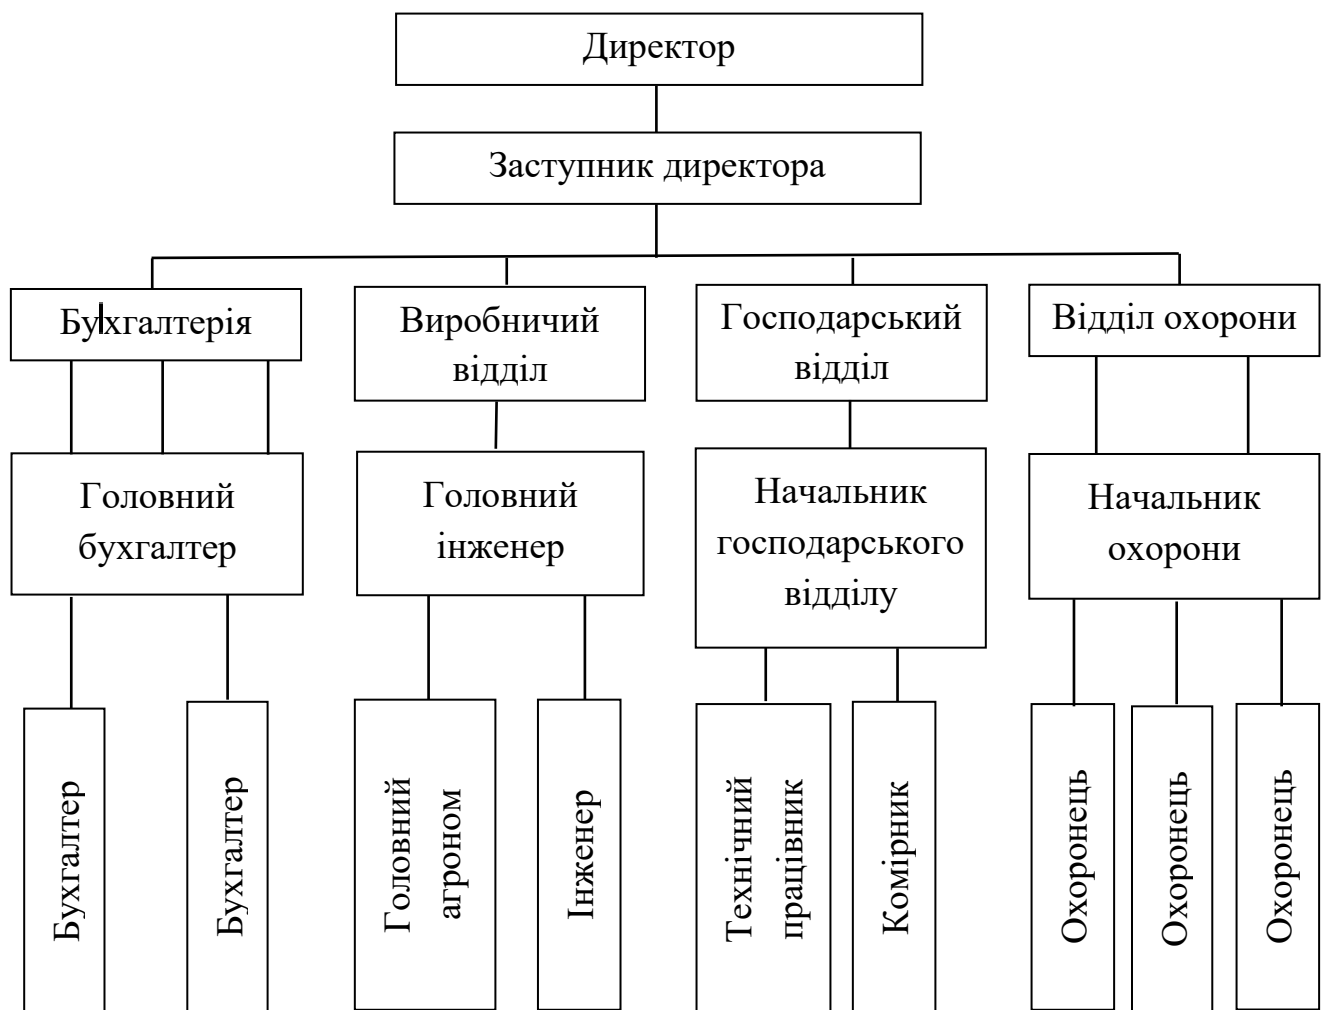 Директор
Заступник директора
Бухгалтерія
Виробничий
відділ
Господарський
відділ
Відділ охорони
Головний
бухгалтер
Головний
інженер
Начальник
господарського
відділу
Начальник
охорони
Бухгалтер
Бухгалтер
Головний
агроном
Інженер
Технічний
працівник
Комірник
Охоронець
Охоронець
Охоронець